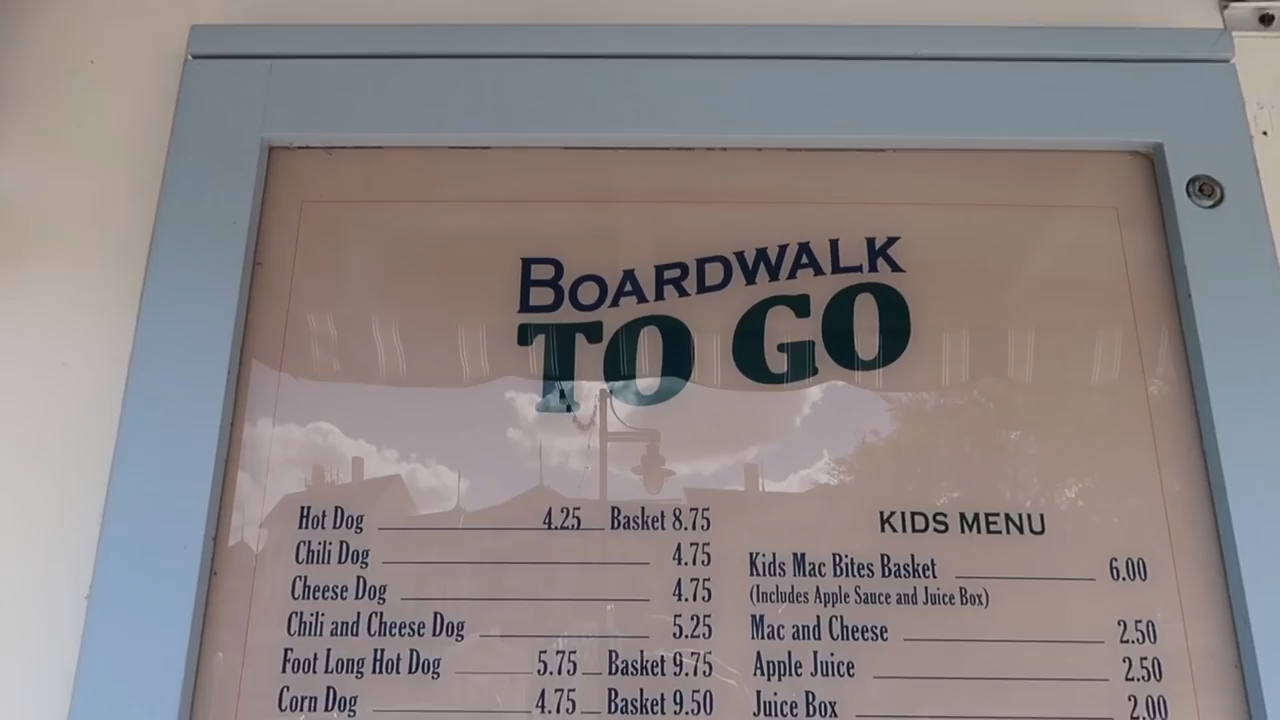 BOARDWALK
TO GO
Hot Dog 4.25 Basket 8.75
Chili Dog 4.75
Cheese Dog 4.75
Chili and Cheese Dog 5.25
Foot Long Hot Dog 5.75 Basket 9.75
Corn Dog 4.75 Basket 9.50
KIDS MENU
Kids Mac Bites Basket 6.00
(Includes Apple Sauce and Juice Box)
Mac and Cheese 2.50
Apple Juice 2.50
Juice Box 2.00